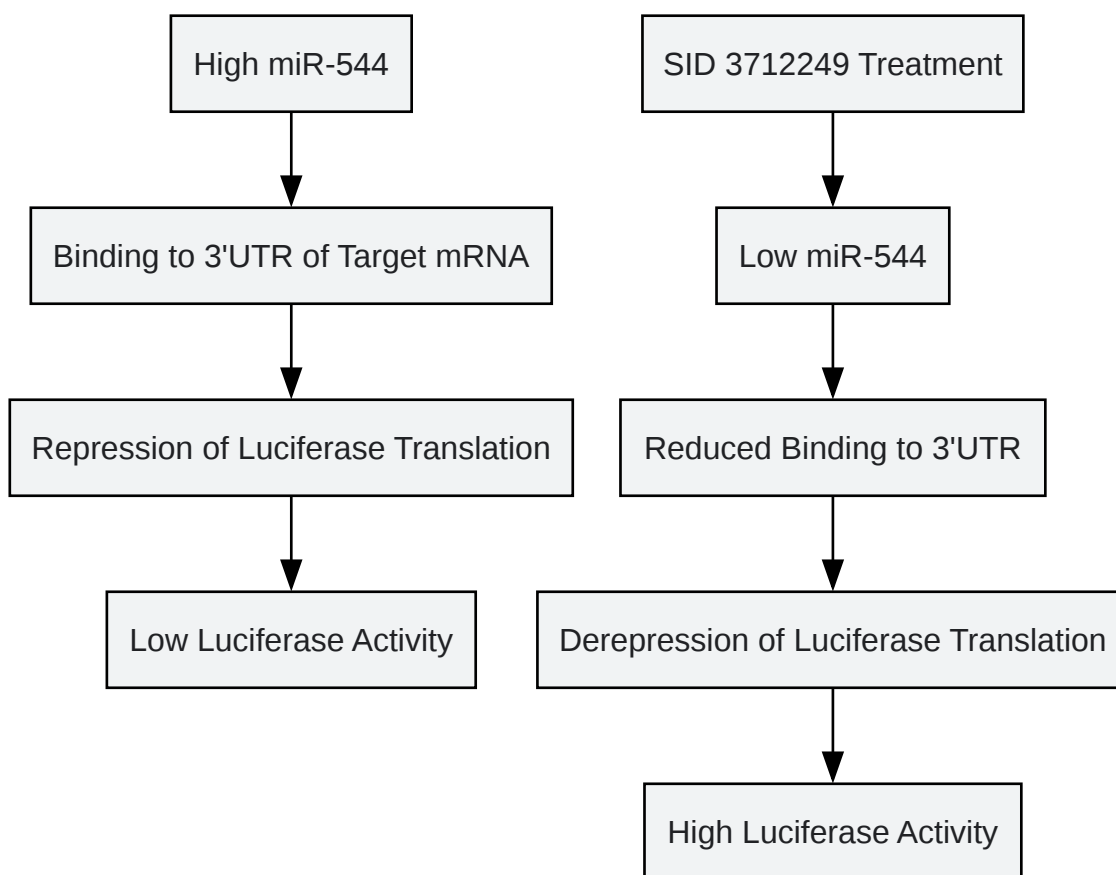 High miR-544
SID 3712249 Treatment
Binding to 3'UTR of Target mRNA
Low miR-544
Repression of Luciferase Translation
Reduced Binding to 3'UTR
Low Luciferase Activity
Derepression of Luciferase Translation
High Luciferase Activity